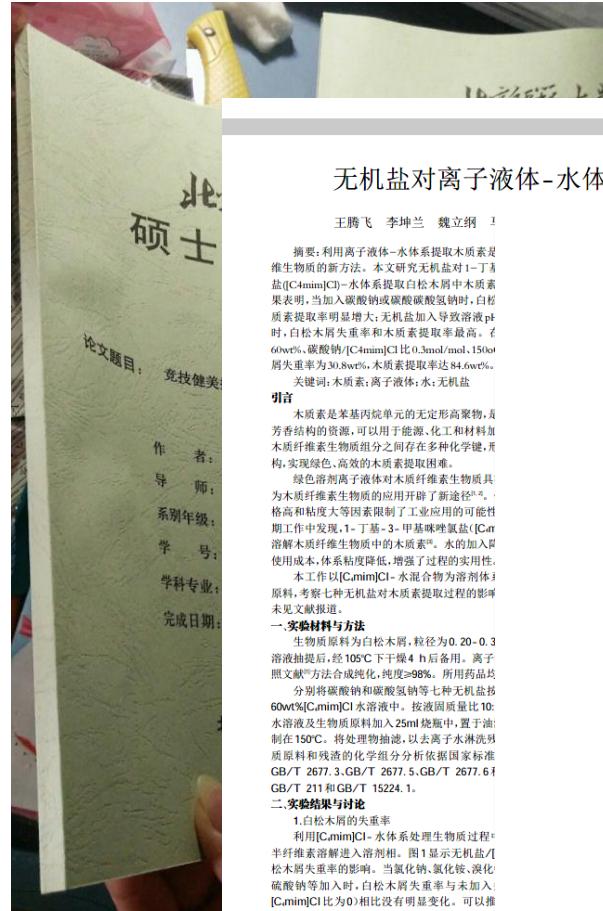 硕士
论文题目：
竞技健美
作者：
导师：
系别年级：
学号：
学科专业：
完成日期：
无机盐对离子液体-水体
王腾飞 李坤兰 魏立纲
摘要：利用离子液体-水体系提取木质素是
维生物质的新方法。本文研究无机盐对1-丁基
盐([C4mim]Cl)-水体系提取白松木屑中木质素
果表明，当加入碳酸钠或碳酸碳酸氢钠时，白松
质素提取率明显增大；无机盐加入导致溶液pH
时，白松木屑失重率和木质素提取率最高。在
60wt%、碳酸钠/[C4mim]Cl比0.3mol/mol、150o
屑失重率为30.8wt%，木质素提取率达84.6wt%。
关键词：木质素；离子液体；水；无机盐
引言
木质素是苯基丙烷单元的无定形高聚物，是
芳香结构的资源，可以用于能源、化工和材料加
木质纤维素生物质组分之间存在多种化学键，形
构，实现绿色、高效的木质素提取困难。
绿色溶剂离子液体对木质纤维素生物质具
为木质纤维素生物质的应用开辟了新途径[1,2]。
格高和粘度大等因素限制了工业应用的可能性
期工作中发现，1-丁基-3-甲基咪唑氯盐([C₄m
溶解木质纤维生物质中的木质素[3]。水的加入降
使用成本，体系粘度降低，增强了过程的实用性。
本工作以[C₄mim]Cl-水混合物为溶剂体系
原料，考察七种无机盐对木质素提取过程的影响
未见文献报道。
一、实验材料与方法
生物质原料为白松木屑，粒径为0.20-0.3
溶液抽提后，经105℃下干燥4 h后备用。离子
照文献[5]方法合成纯化，纯度≥98%。所用药品均
分别将碳酸钠和碳酸氢钠等七种无机盐按
60wt%[C₄mim]Cl水溶液中。按液固质量比10:
水溶液及生物质原料加入25ml烧瓶中，置于油
制在150℃。将处理物抽滤，以去离子水淋洗残
质原料和残渣的化学组分分析依据国家标准
GB/T 2677.3、GB/T 2677.5、GB/T 2677.6和
GB/T 211和GB/T 15224.1。
二、实验结果与讨论
1.白松木屑的失重率
利用[C₄mim]Cl-水体系处理生物质过程中
半纤维素溶解进入溶剂相。图1显示无机盐/[
松木屑失重率的影响。当氯化钠、氯化铵、溴化
硫酸钠等加入时，白松木屑失重率与未加入
[C₄mim]Cl比为0)相比没有明显变化。可以推